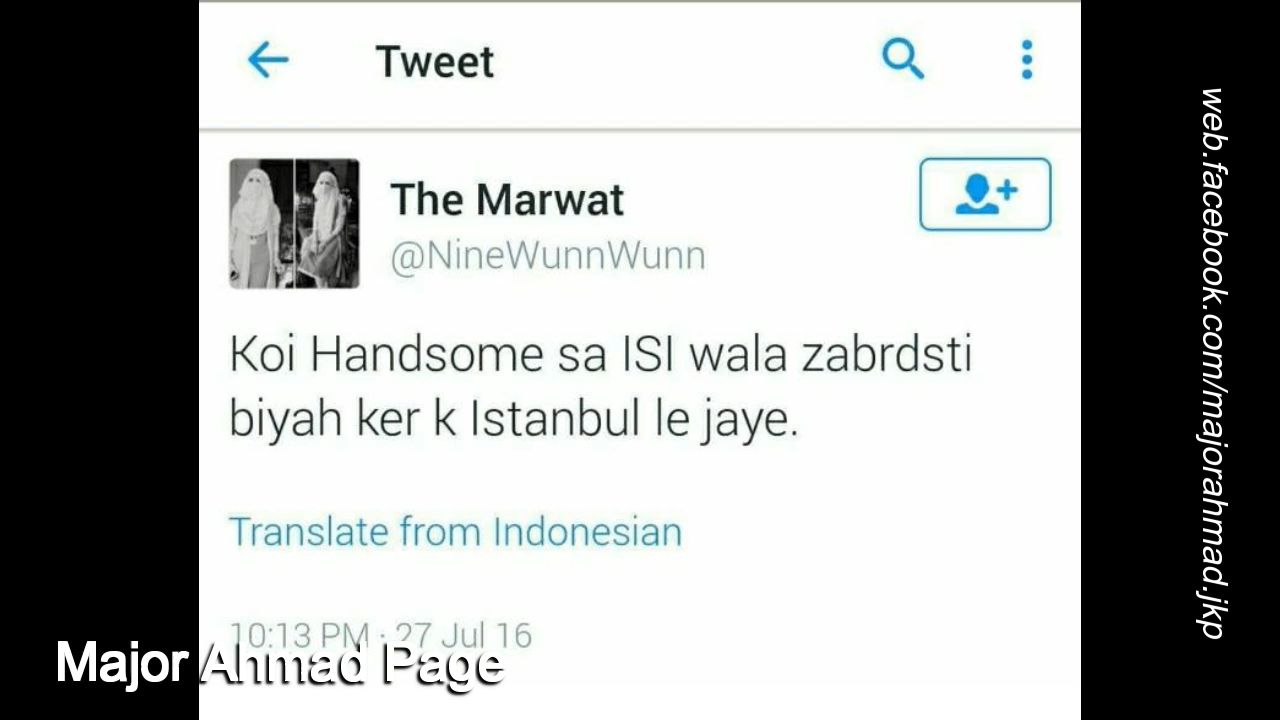 Tweet
The Marwat
@NineWunnWunn
Koi Handsome sa ISI wala zabrdsti
biyah ker k Istanbul le jaye.
Translate from Indonesian
10:13 PM · 27 Jul 16
Major Ahmad Page
web.facebook.com/majorahmad.jkp